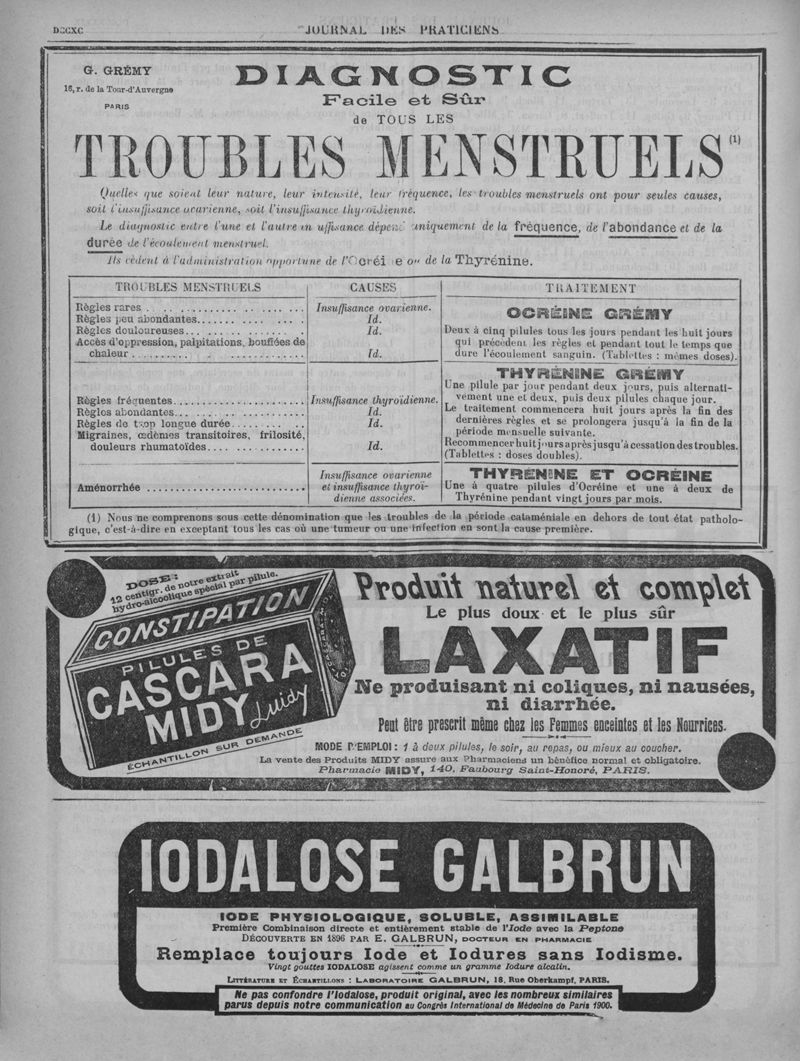 DCCXC
JOURNAL DES PRATICIENS
G. GRÉMY
16, r. de la Tour-d'Auvergne
PARIS
DIAGNOSTIC
Facile et Sûr
de TOUS LES
TROUBLES MENSTRUELS (1)
Quelles que soient leur nature, leur intensité, leur fréquence, les troubles menstruels ont pour seules causes,
soit l'insuffisance ovarienne, soit l'insuffisance thyroïdienne.
Le diagnostic entre l'une et l'autre in uffisance dépend uniquement de la fréquence, de l'abondance et de la
durée de l'écoulement menstruel.
Ils cèdent à l'administration opportune de l'Ocréi e ou de la Thyrénine.
TROUBLES MENSTRUELS
CAUSES
TRAITEMENT
Règles rares
Insuffisance ovarienne.
Règles peu abondantes
Id.
Règles douloureuses
Id.
Accès d'oppression, palpitations, bouffées de
chaleur
Id.
OCRÉINE GRÉMY
Deux à cinq pilules tous les jours pendant les huit jours
qui précèdent les règles et pendant tout le temps que
dure l'écoulement sanguin. (Tablettes : mêmes doses).
Règles fréquentes
Insuffisance thyroïdienne.
Règles abondantes
Id.
Règles de trop longue durée
Id.
Migraines, œdèmes transitoires, frilosité,
douleurs rhumatoïdes
Id.
THYRÉNINE GRÉMY
Une pilule par jour pendant deux jours, puis alternati-
vement une et deux, puis deux pilules chaque jour.
Le traitement commencera huit jours après la fin des
dernières règles et se prolongera jusqu'à la fin de la
période mensuelle suivante.
Recommencer huit jours après jusqu'à cessation des troubles.
(Tablettes : doses doubles).
Aménorrhée
Insuffisance ovarienne
et insuffisance thyroï-
dienne associées.
THYRÉNINE ET OCRÉINE
Une à quatre pilules d'Ocréine et une à deux de
Thyrénine pendant vingt jours par mois.
(1) Nous ne comprenons sous cette dénomination que les troubles de la période cataméniale en dehors de tout état patholo-
gique, c'est-à-dire en exceptant tous les cas où une tumeur ou une infection en sont la cause première.
DOSE :
12 centigr. de notre extrait
hydro-alcoolique spécial par pilule.
CONSTIPATION
PILULES DE
CASCARA
MIDY
Luidy
ÉCHANTILLON SUR DEMANDE
Produit naturel et complet
Le plus doux et le plus sûr
LAXATIF
Ne produisant ni coliques, ni nausées,
ni diarrhée.
Peut être prescrit même chez les Femmes enceintes et les Nourrices.
MODE D'EMPLOI : 1 à deux pilules, le soir, au repas, ou mieux au coucher.
La vente des Produits MIDY assure aux Pharmaciens un bénéfice normal et obligatoire.
Pharmacie MIDY, 140, Faubourg Saint-Honoré, PARIS.
IODALOSE GALBRUN
IODE PHYSIOLOGIQUE, SOLUBLE, ASSIMILABLE
Première Combinaison directe et entièrement stable de l'Iode avec la Peptone
DÉCOUVERTE EN 1896 PAR E. GALBRUN, DOCTEUR EN PHARMACIE
Remplace toujours Iode et Iodures sans Iodisme.
Vingt gouttes IODALOSE agissent comme un gramme Iodure alcalin.
LITTÉRATURE ET ÉCHANTILLONS : LABORATOIRE GALBRUN, 18, Rue Oberkampf, PARIS.
Ne pas confondre l'Iodalose, produit original, avec les nombreux similaires
parus depuis notre communication au Congrès International de Médecine de Paris 1900.